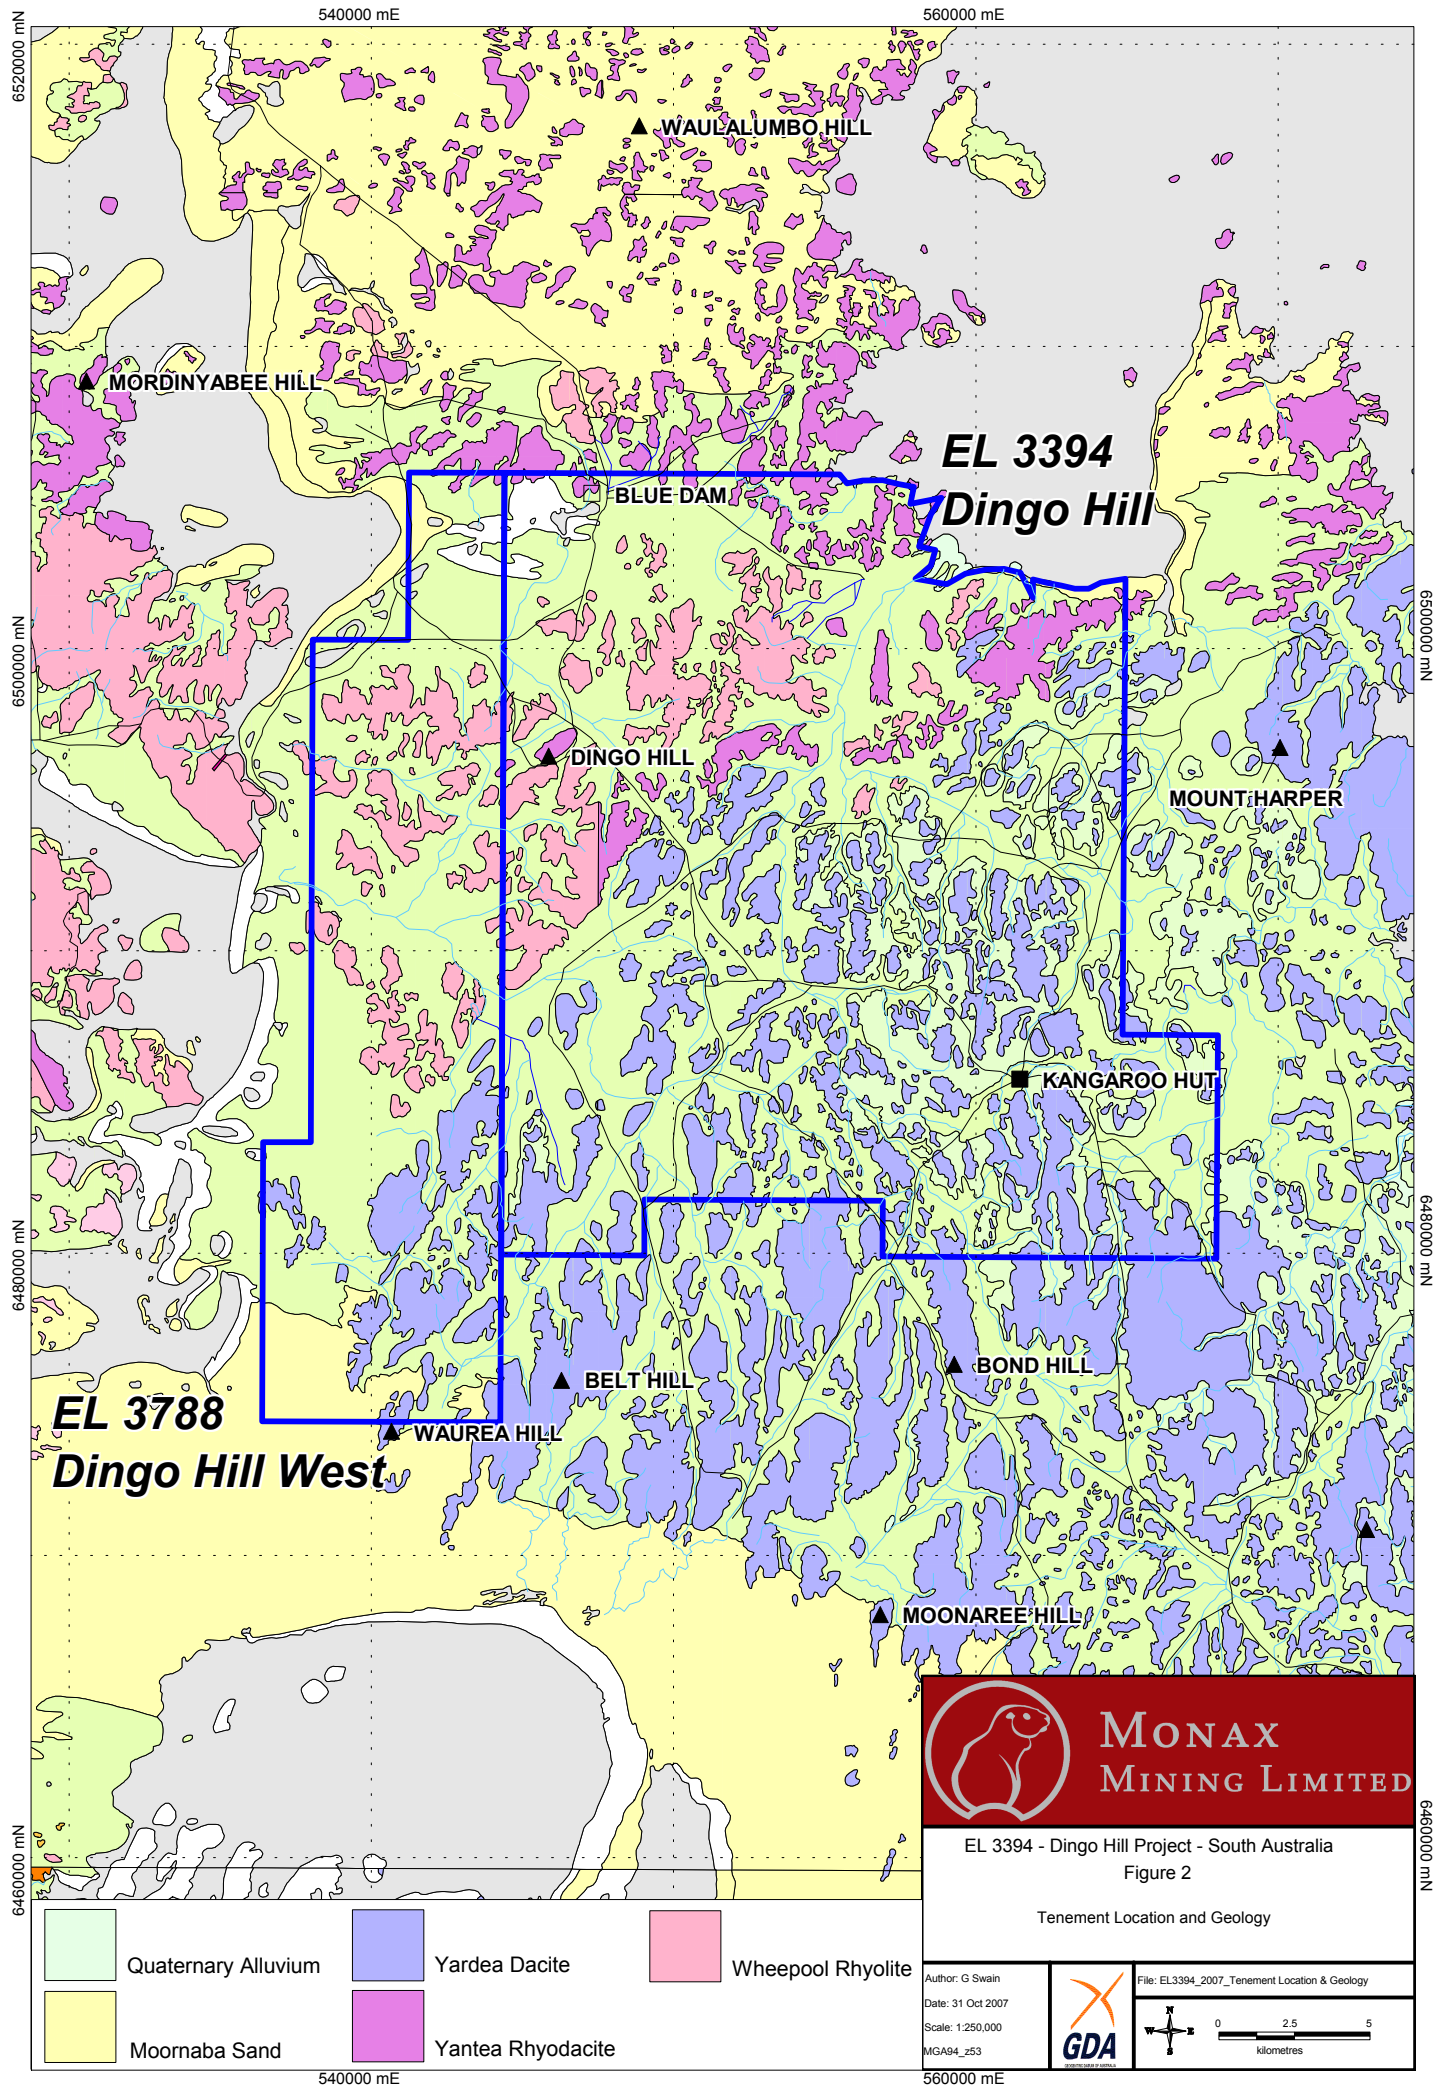 540000 mE
560000 mE
6520000 mN
WAULALUMBO HILL
MORDINYABEE HILL
EL 3394
Dingo Hill
BLUE DAM
6500000 mN
6500000 mN
DINGO HILL
MOUNT HARPER
KANGAROO HUT
6480000 mN
6480000 mN
BOND HILL
BELT HILL
EL 3788
Dingo Hill West
WAUREA HILL
MOONAREE HILL
MONAX
MINING LIMITED
6460000 mN
6460000 mN
EL 3394 - Dingo Hill Project - South Australia
Figure 2
Tenement Location and Geology
Quaternary Alluvium
Yardea Dacite
Wheepool Rhyolite
Moornaba Sand
Yantea Rhyodacite
Author: G Swain
Date: 31 Oct 2007
Scale: 1:250,000
MGA94_z53
GDA
GEOCENTRIC DATUM OF AUSTRALIA
File: EL3394_2007_Tenement Location & Geology
N
W E
S
0 2.5 5
kilometres
540000 mE
560000 mE